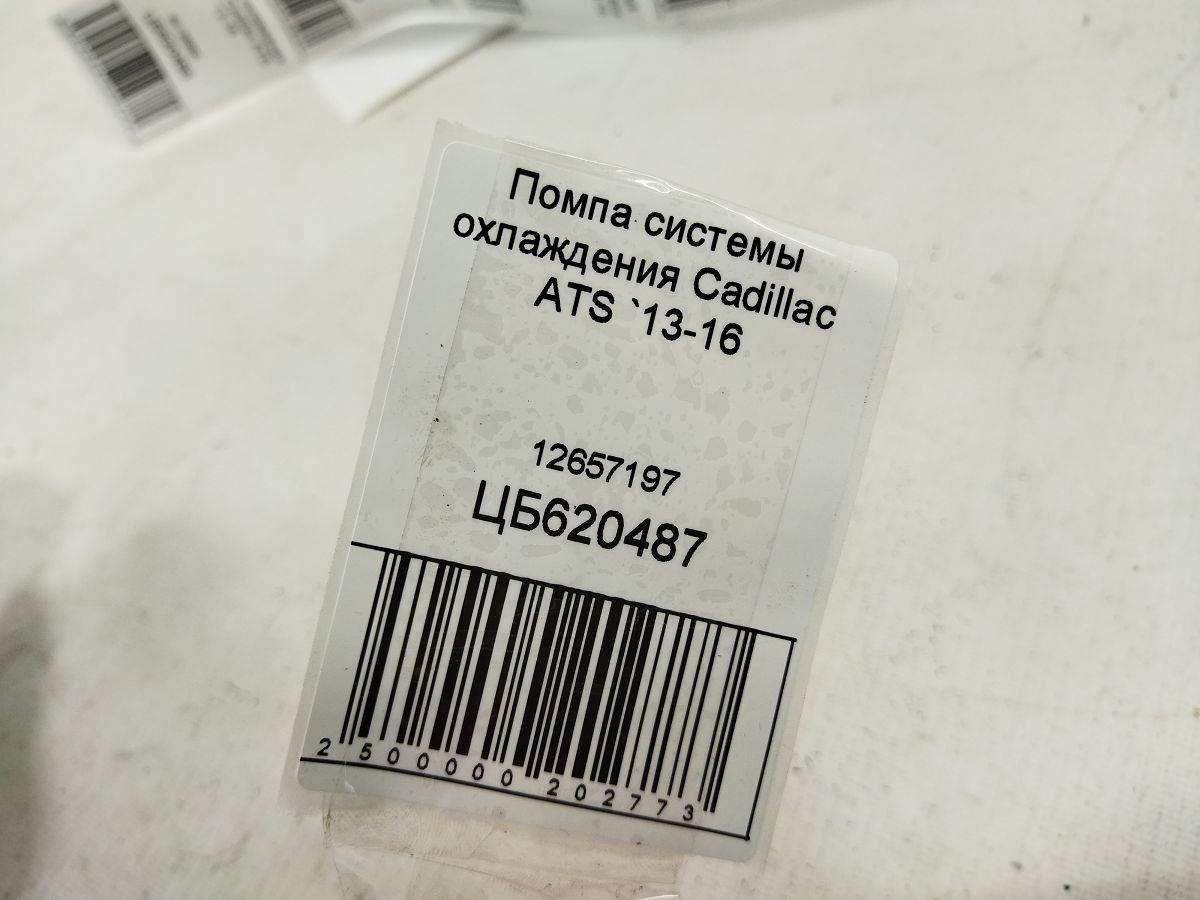 Помпа системы
охлаждения Cadillac
ATS `13-16
12657197
ЦБ620487
2 500000 202773